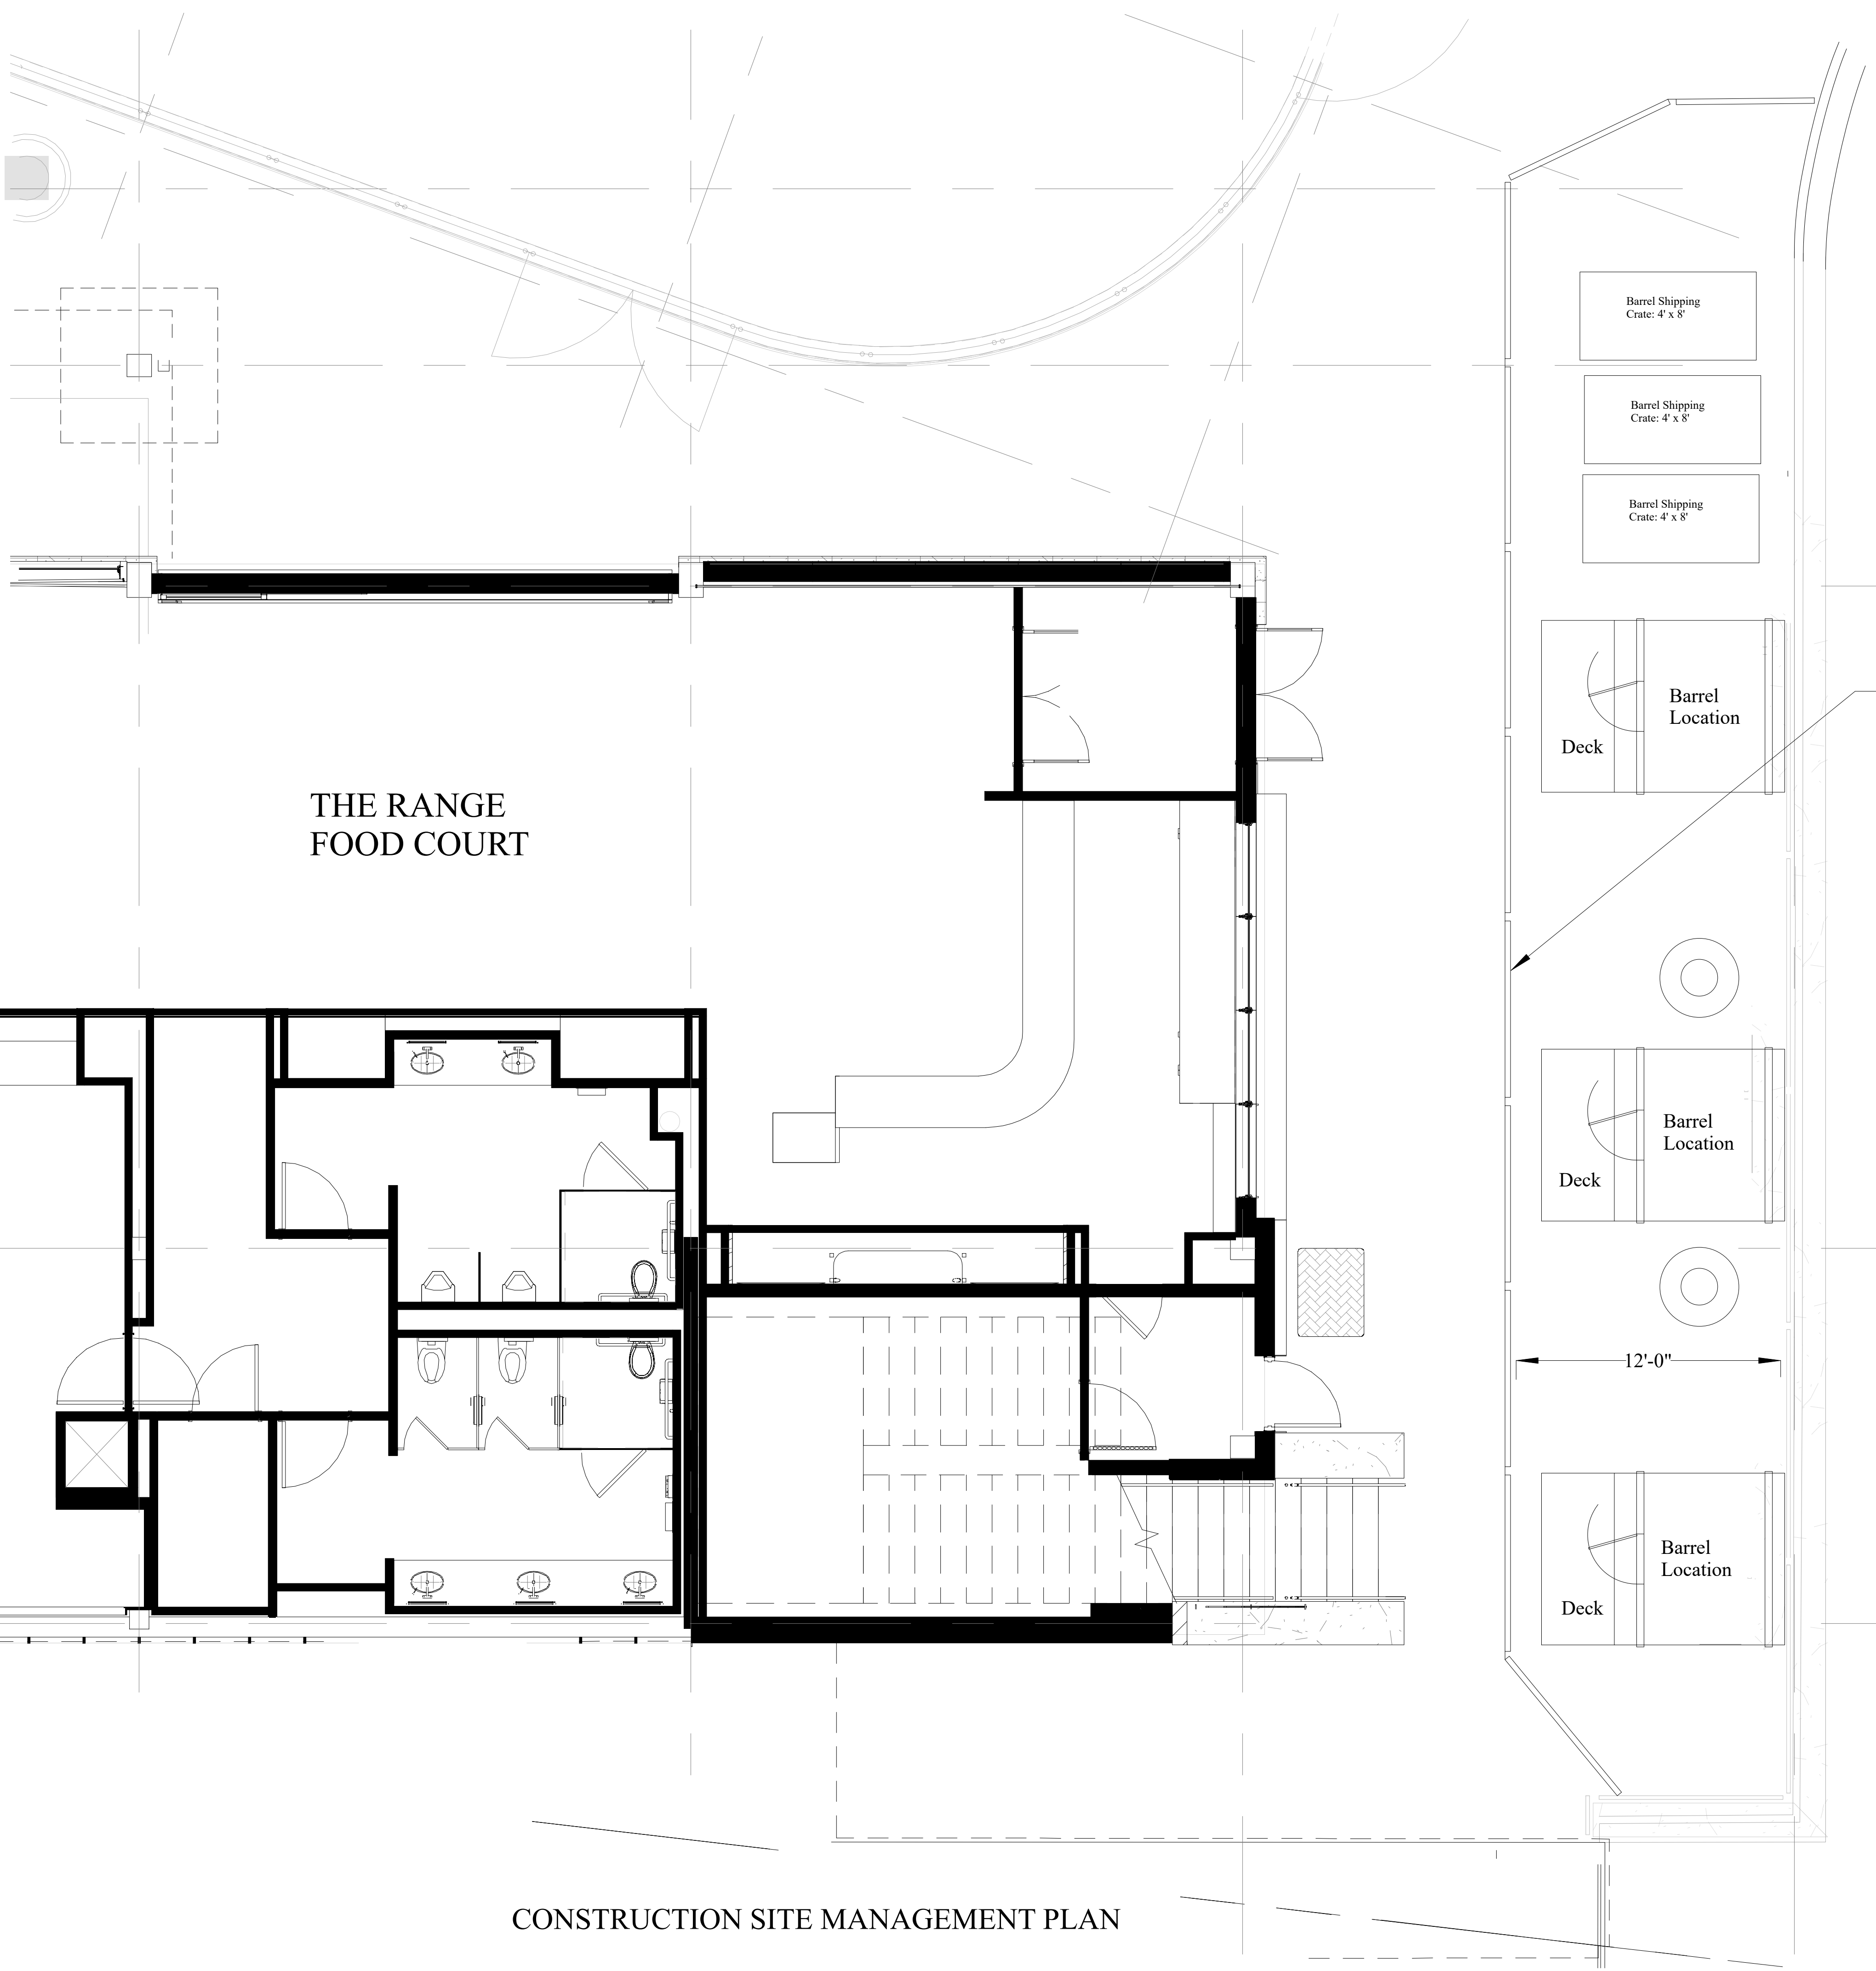 Barrel Shipping
Crate: 4' x 8'
Barrel Shipping
Crate: 4' x 8'
Barrel Shipping
Crate: 4' x 8'
Barrel
Location
Deck
THE RANGE
FOOD COURT
Barrel
Location
Deck
12'-0"
Barrel
Location
Deck
CONSTRUCTION SITE MANAGEMENT PLAN